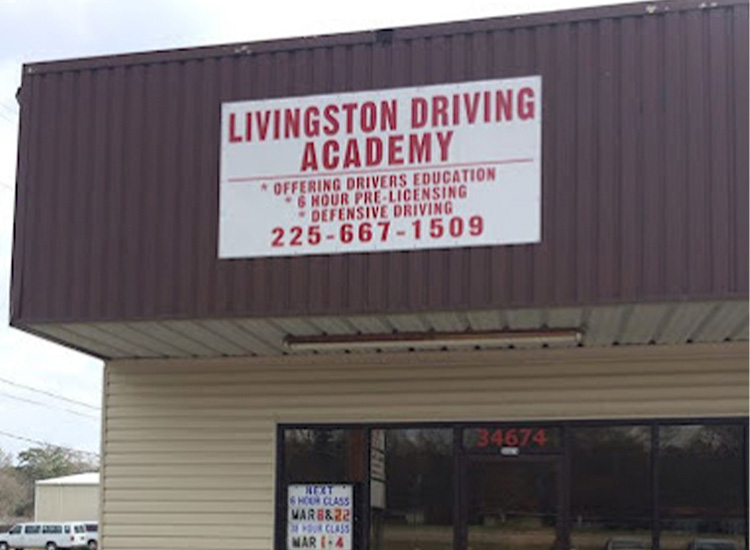 LIVINGSTON DRIVING
ACADEMY
* OFFERING DRIVERS EDUCATION
* 6 HOUR PRE-LICENSING
* DEFENSIVE DRIVING
225-667-1509
34674
NEXT
6 HOUR CLASS
MAR 8&22
HOUR CLASS
MAR 1-4